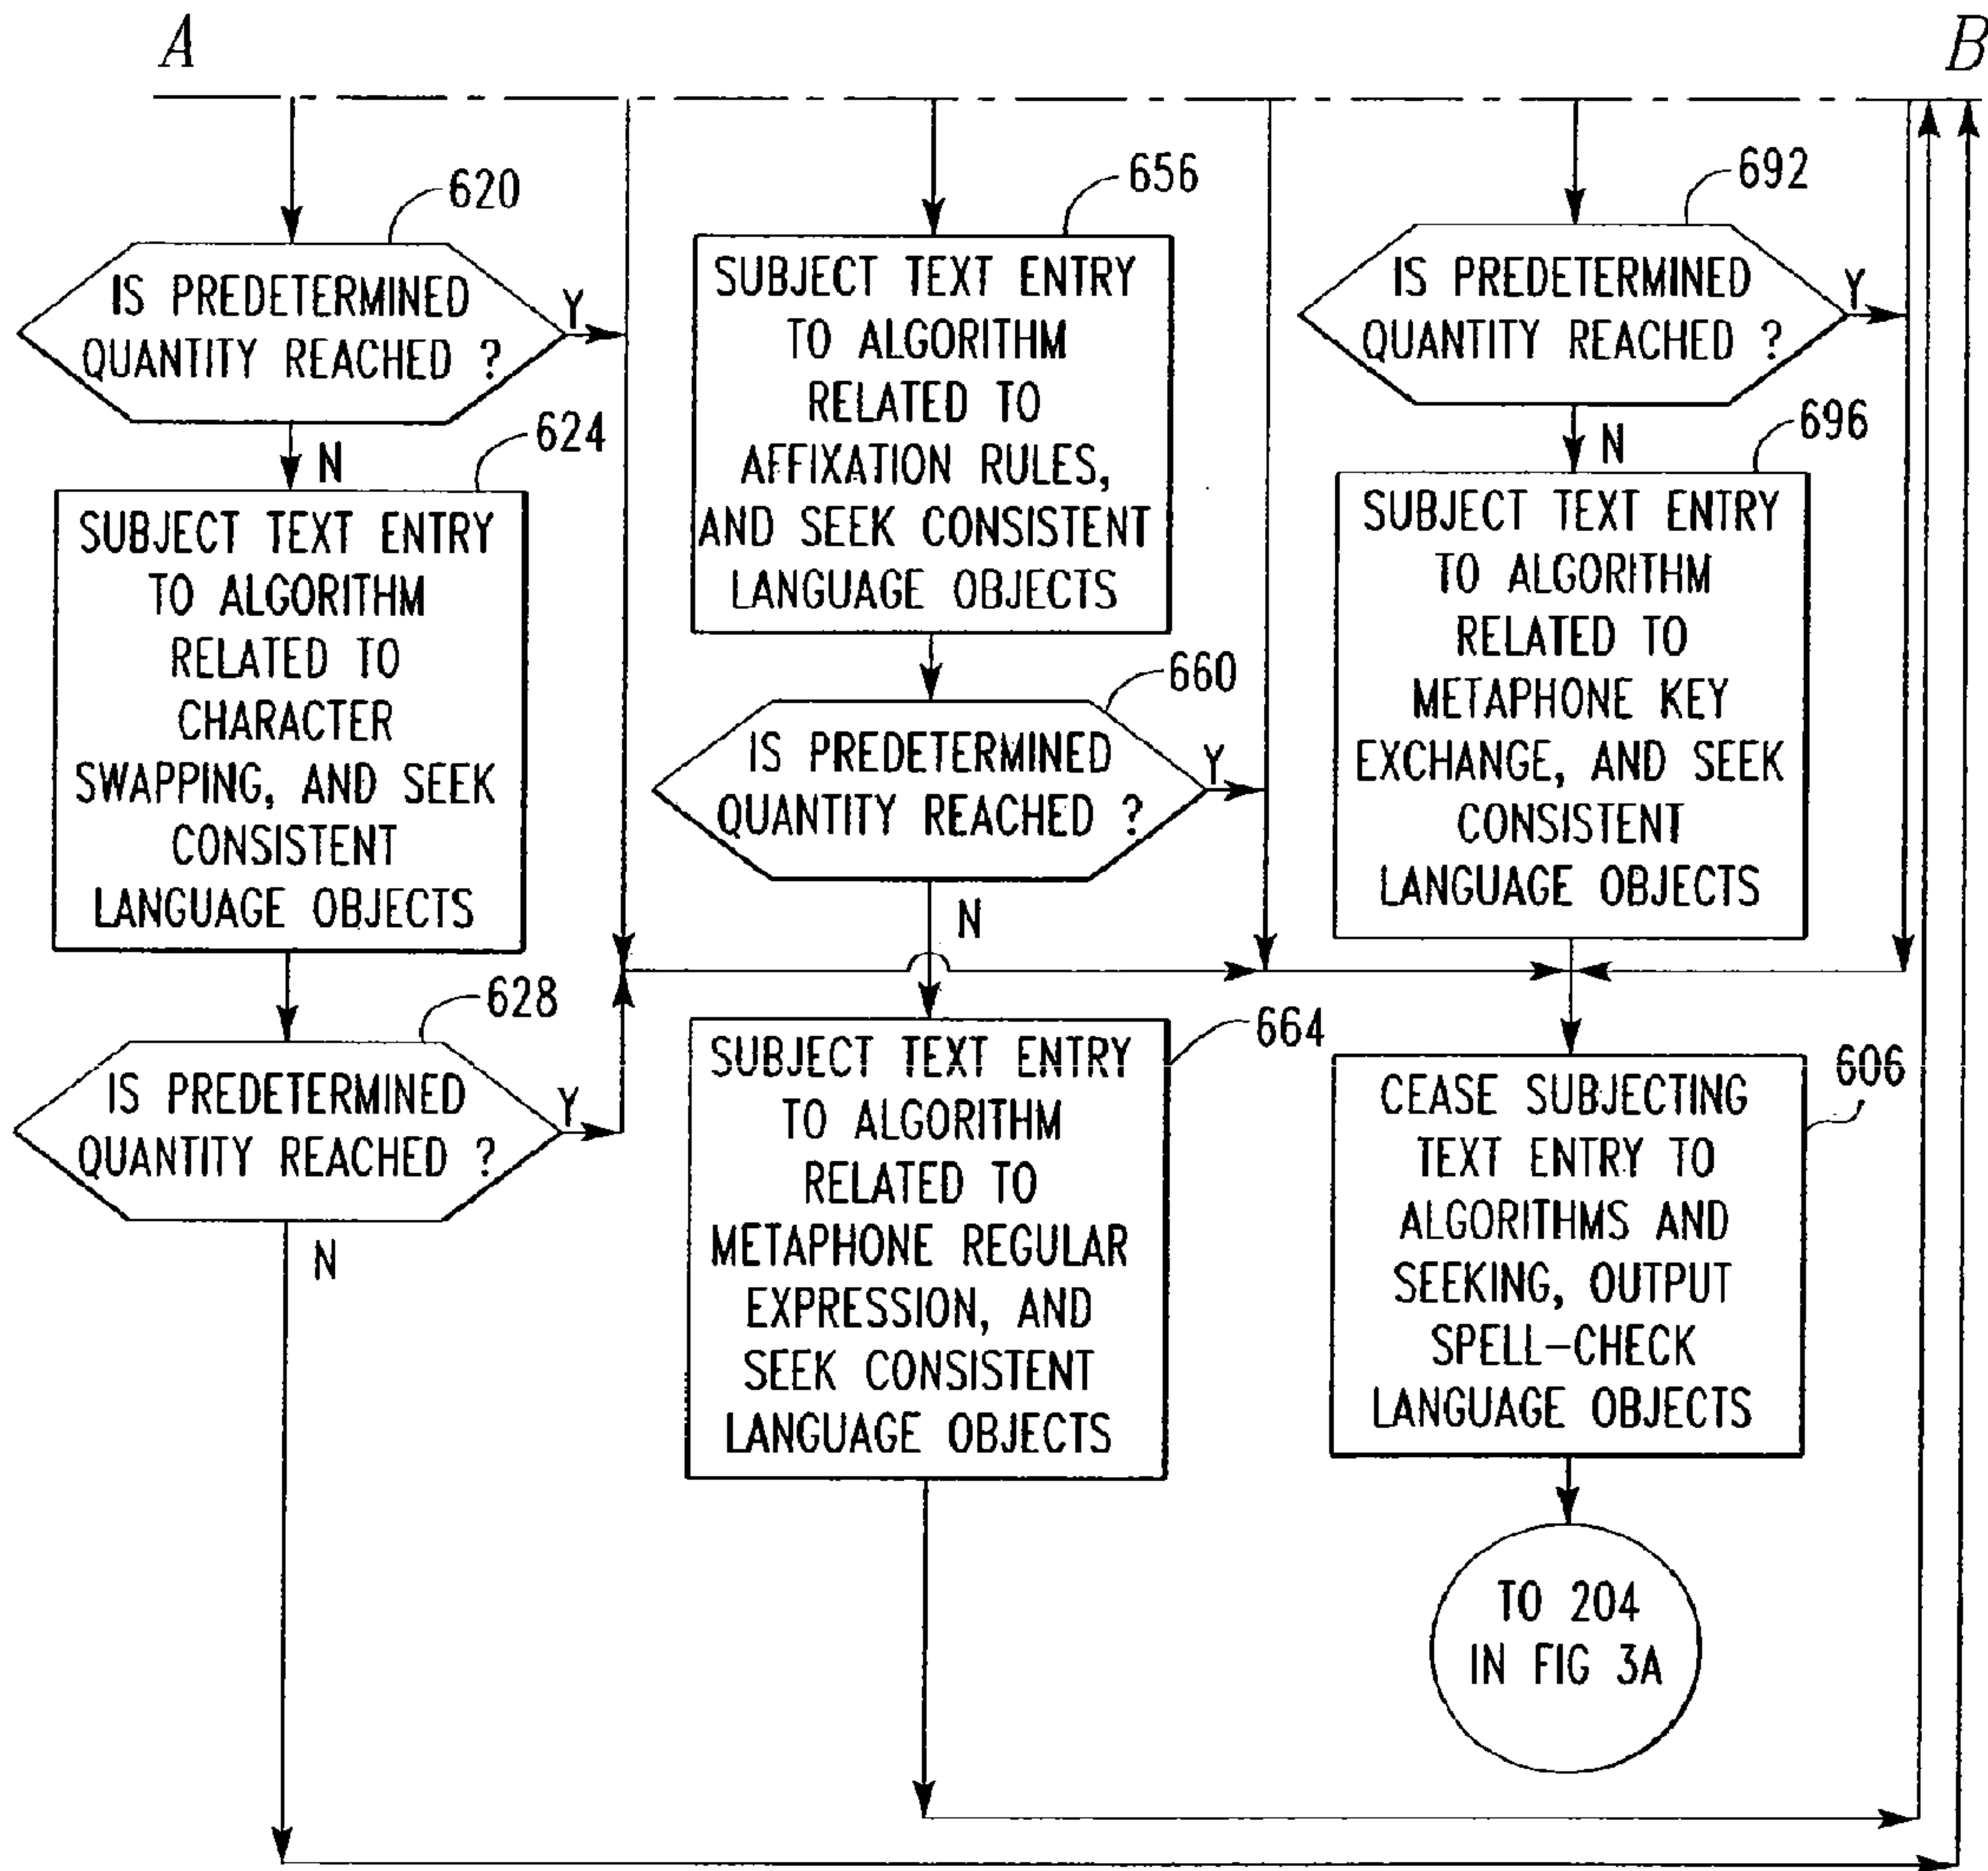 A
B
620
IS PREDETERMINED
QUANTITY REACHED ?
Y
N
624
SUBJECT TEXT ENTRY
TO ALGORITHM
RELATED TO
CHARACTER
SWAPPING, AND SEEK
CONSISTENT
LANGUAGE OBJECTS
628
IS PREDETERMINED
QUANTITY REACHED ?
Y
N
656
SUBJECT TEXT ENTRY
TO ALGORITHM
RELATED TO
AFFIXATION RULES,
AND SEEK CONSISTENT
LANGUAGE OBJECTS
660
IS PREDETERMINED
QUANTITY REACHED ?
Y
N
664
SUBJECT TEXT ENTRY
TO ALGORITHM
RELATED TO
METAPHONE REGULAR
EXPRESSION, AND
SEEK CONSISTENT
LANGUAGE OBJECTS
692
IS PREDETERMINED
QUANTITY REACHED ?
Y
N
696
SUBJECT TEXT ENTRY
TO ALGORITHM
RELATED TO
METAPHONE KEY
EXCHANGE, AND SEEK
CONSISTENT
LANGUAGE OBJECTS
606
CEASE SUBJECTING
TEXT ENTRY TO
ALGORITHMS AND
SEEKING, OUTPUT
SPELL-CHECK
LANGUAGE OBJECTS
TO 204
IN FIG 3A